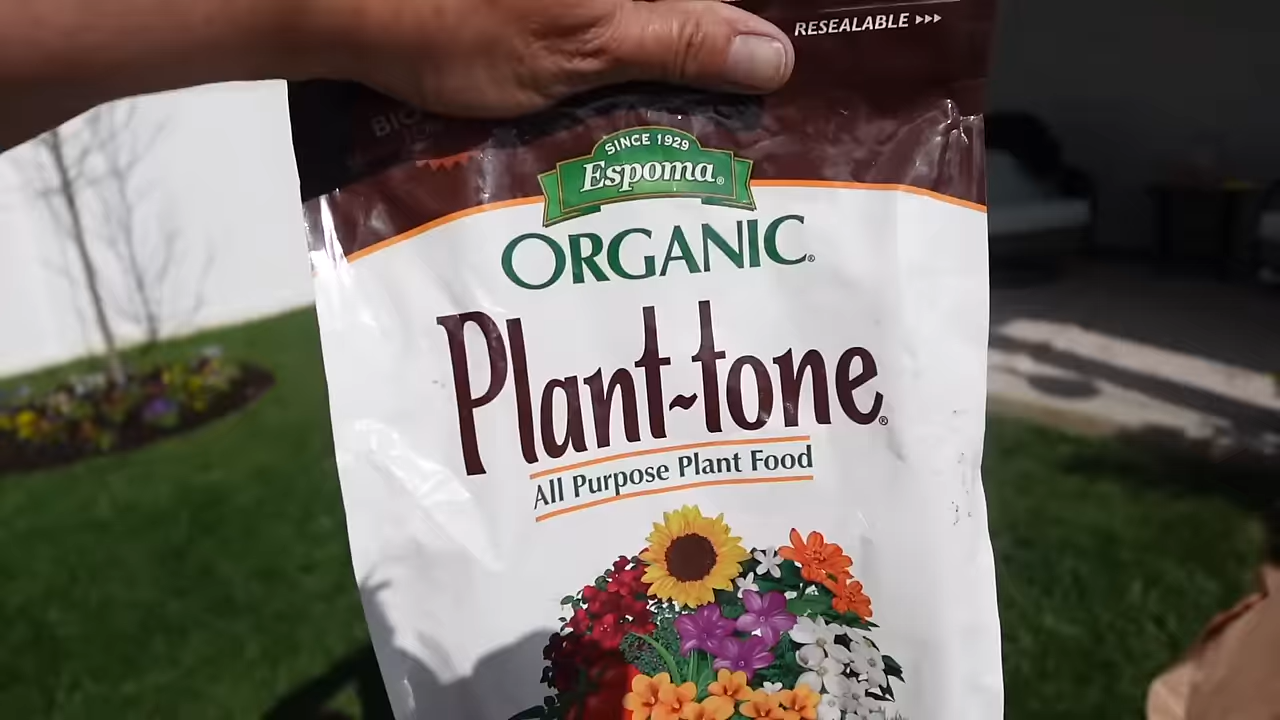 RESEALABLE
SINCE 1929
Espoma®
ORGANIC®
Plant-tone®
All Purpose Plant Food